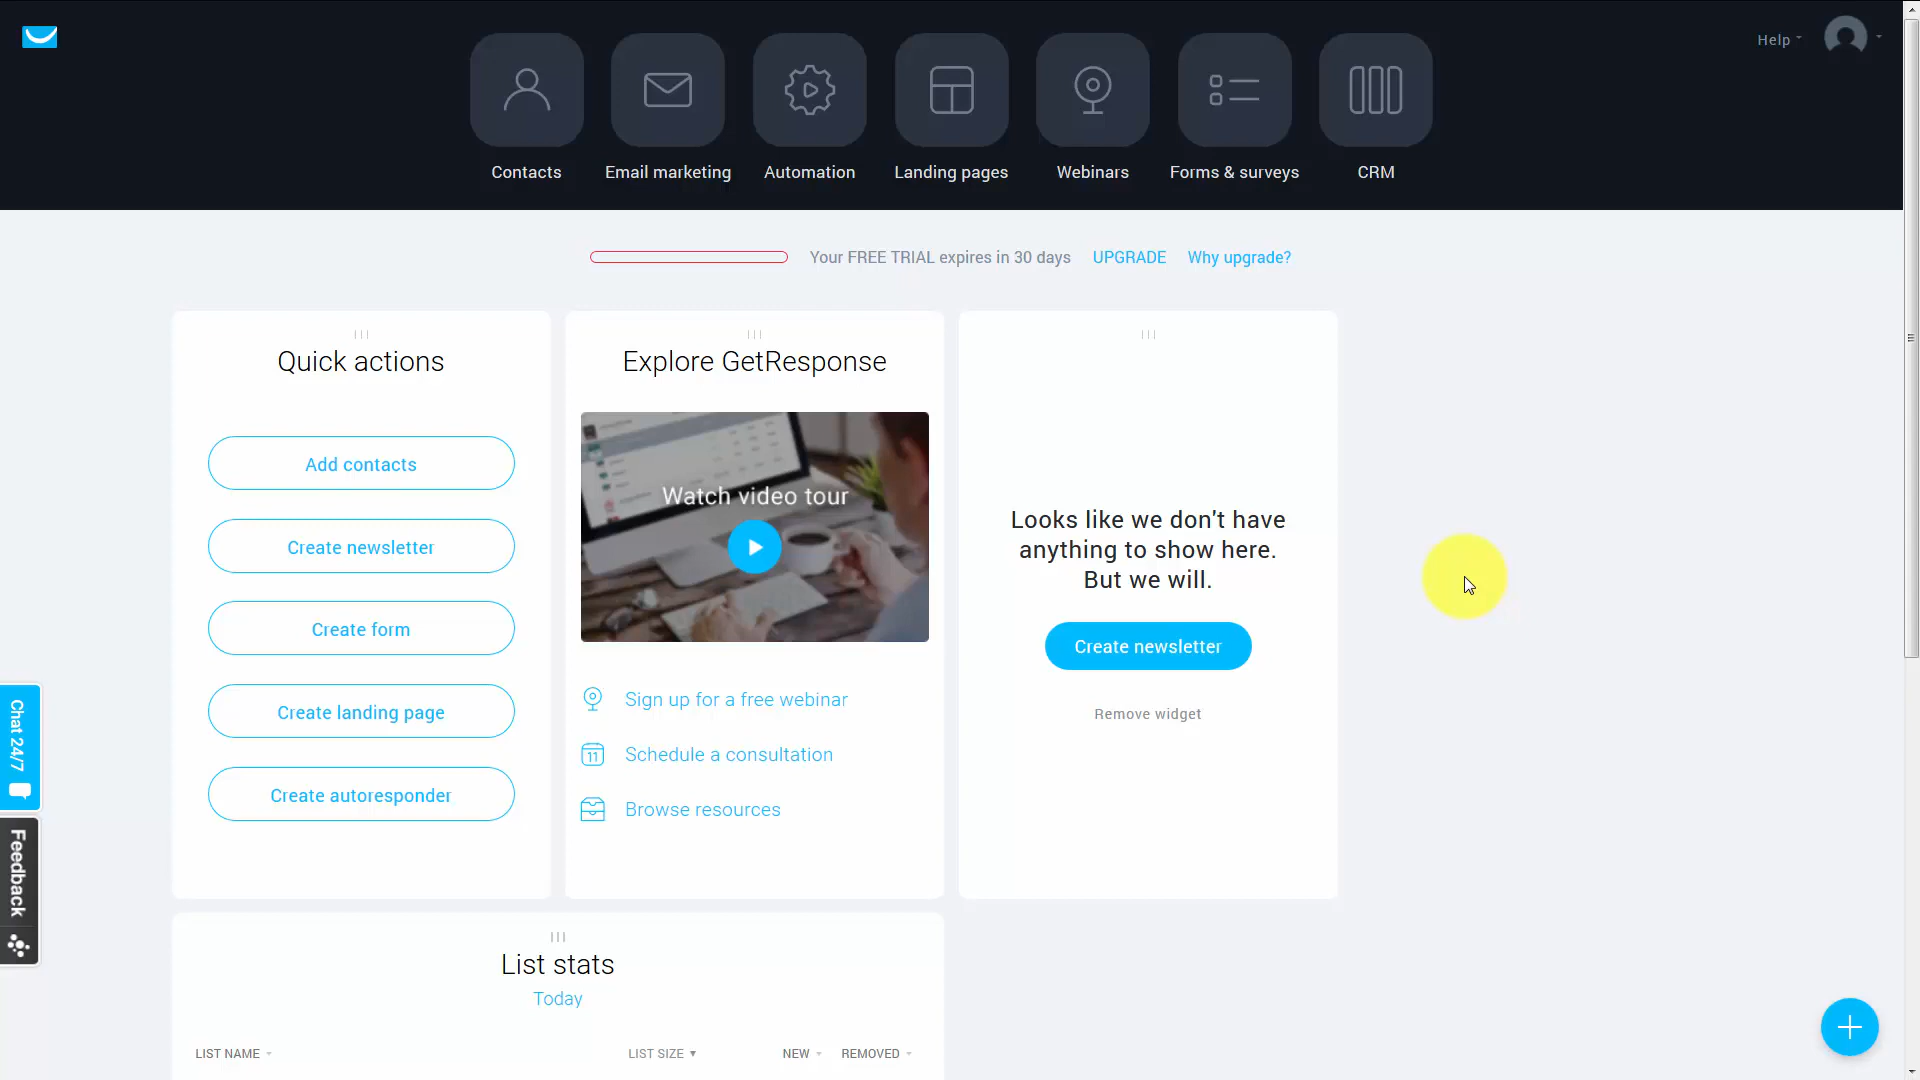 Help
Contacts
Email marketing
Automation
Landing pages
Webinars
Forms & surveys
CRM
Your FREE TRIAL expires in 30 days UPGRADE Why upgrade?
Quick actions
Add contacts
Create newsletter
Create form
Create landing page
Create autoresponder
Explore GetResponse
Watch video tour
Sign up for a free webinar
11
Schedule a consultation
Browse resources
Looks like we don't have
anything to show here.
But we will.
Create newsletter
Remove widget
Chat 24/7
Feedback
List stats
Today
LIST NAME LIST SIZE NEW REMOVED